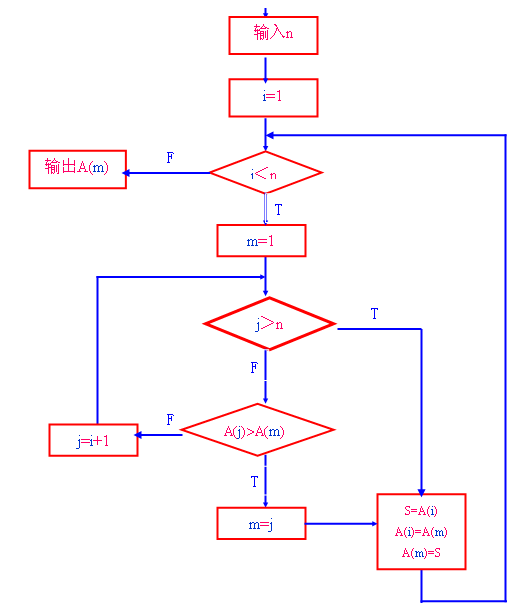 输入n
i=1
F
输出A(m)
i＜n
T
m=1
j＞n
T
F
F
A(j)>A(m)
j=i+1
T
m=j
S=A(i)
A(i)=A(m)
A(m)=S